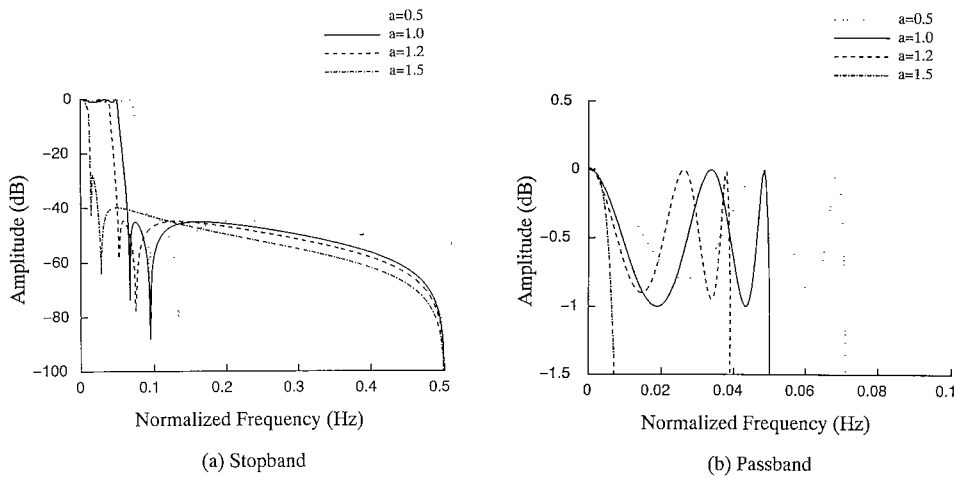 a=0.5
a=1.0
a=1.2
a=1.5
0
−20
−40
−60
−80
−100
Amplitude (dB)
0
0.1
0.2
0.3
0.4
0.5
Normalized Frequency (Hz)
(a) Stopband
a=0.5
a=1.0
a=1.2
a=1.5
0.5
0
−0.5
−1
−1.5
Amplitude (dB)
0
0.02
0.04
0.06
0.08
0.1
Normalized Frequency (Hz)
(b) Passband